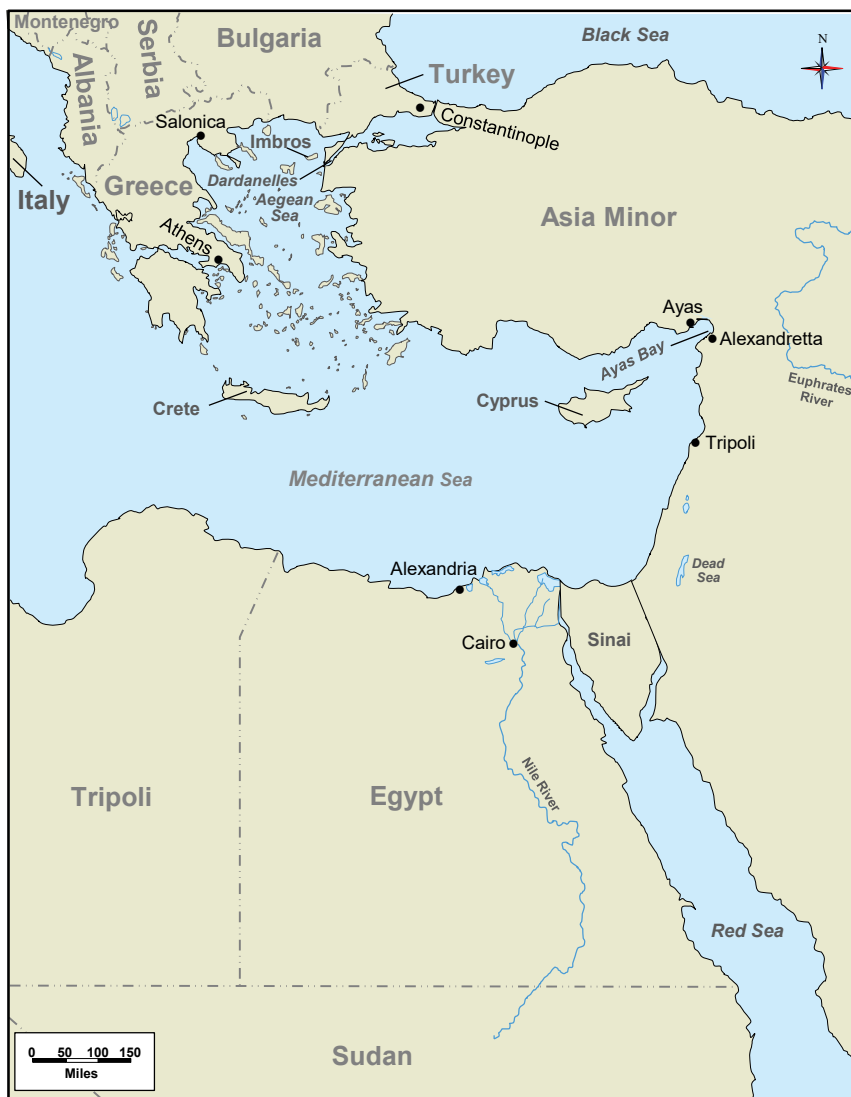 Montenegro
Serbia
Bulgaria
Black Sea
N
Albania
Turkey
Constantinople
Salonica
Imbros
Dardanelles
Aegean
Sea
Greece
Italy
Athens
Asia Minor
Ayas
Ayas Bay
Alexandretta
Euphrates
River
Crete
Cyprus
Tripoli
Mediterranean Sea
Dead
Sea
Alexandria
Cairo
Sinai
Nile River
Tripoli
Egypt
Red Sea
Sudan
0 50 100 150
Miles